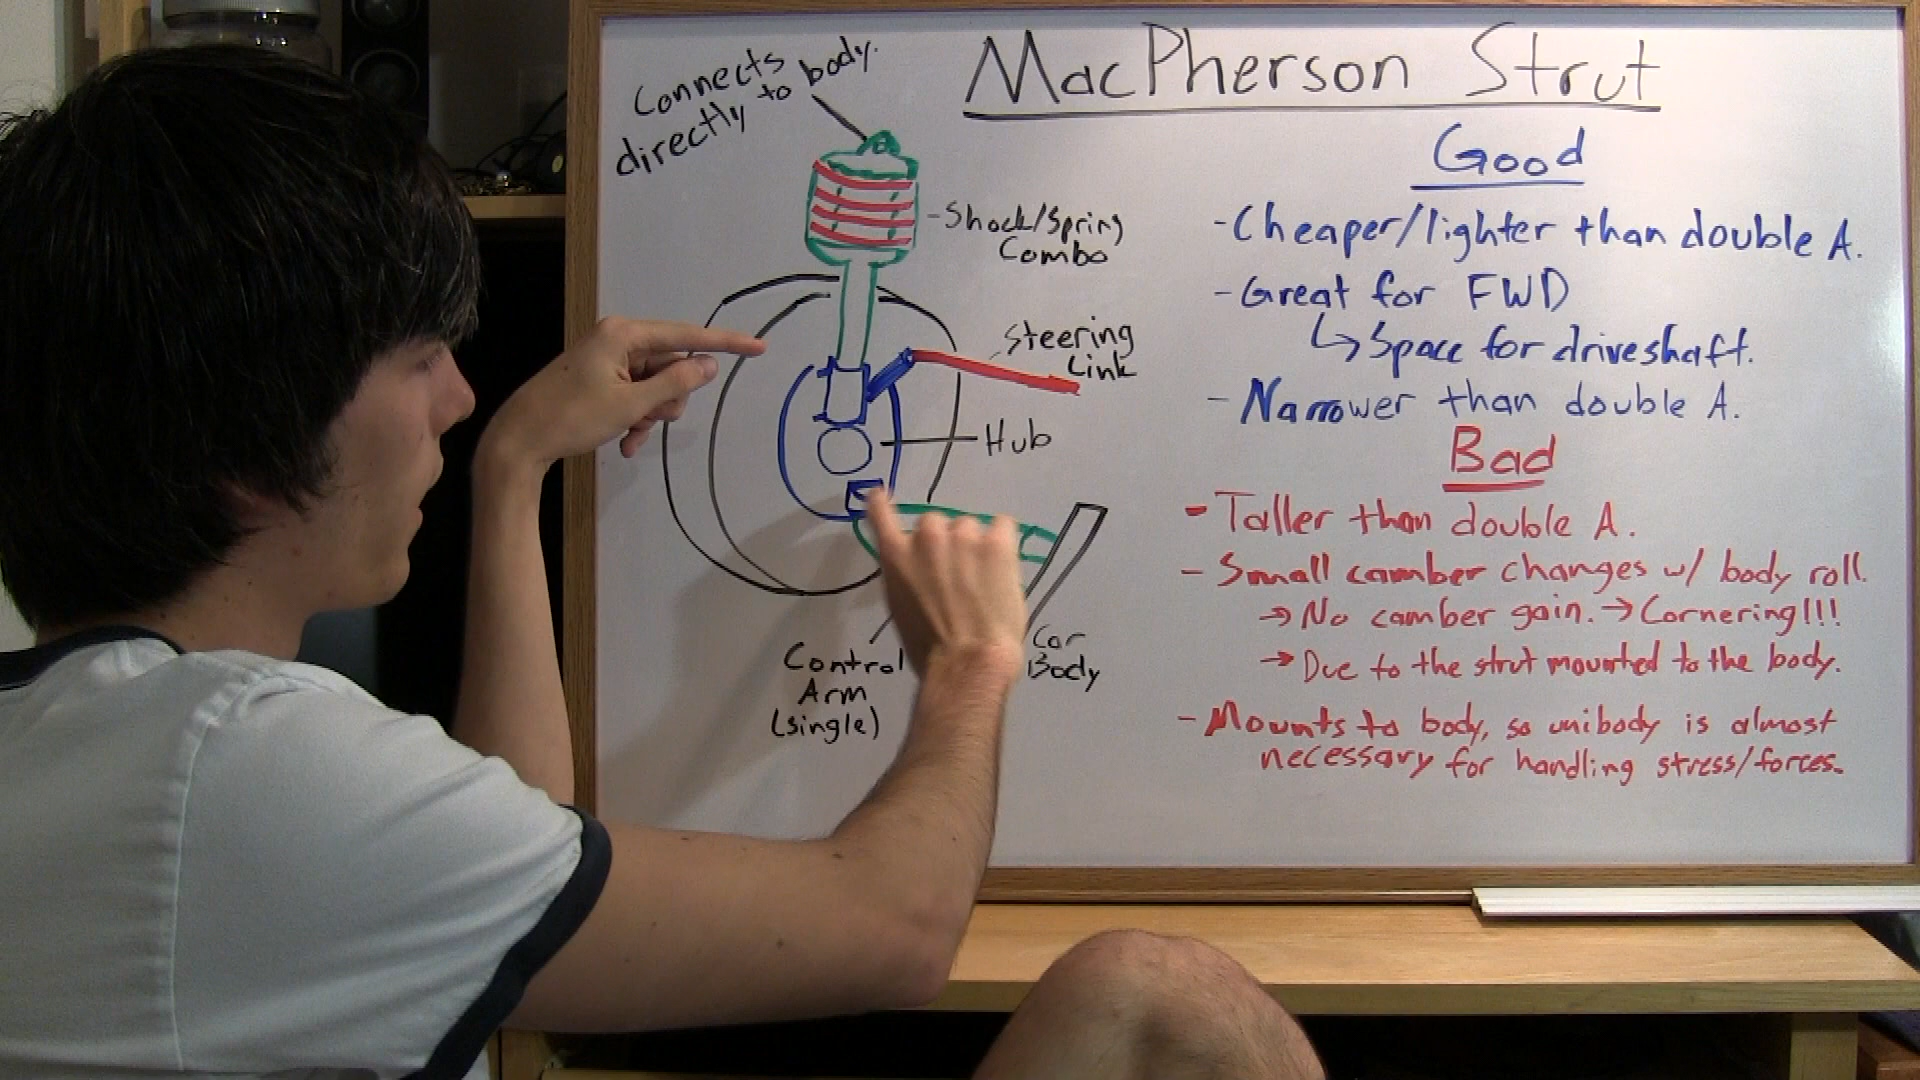 MacPherson Strut
Connects
directly to body.
-Shock/Spring
Combo
Steering
Link
Hub
Control
Arm
(single)
Car
Body
Good
-Cheaper/lighter than double A.
-Great for FWD
↳ Space for driveshaft.
- Narrower than double A.
Bad
- Taller than double A.
- Small camber changes w/ body roll.
→ No camber gain. → Cornering!!!
→ Due to the strut mounted to the body.
- Mounts to body, so unibody is almost
necessary for handling stress/forces.